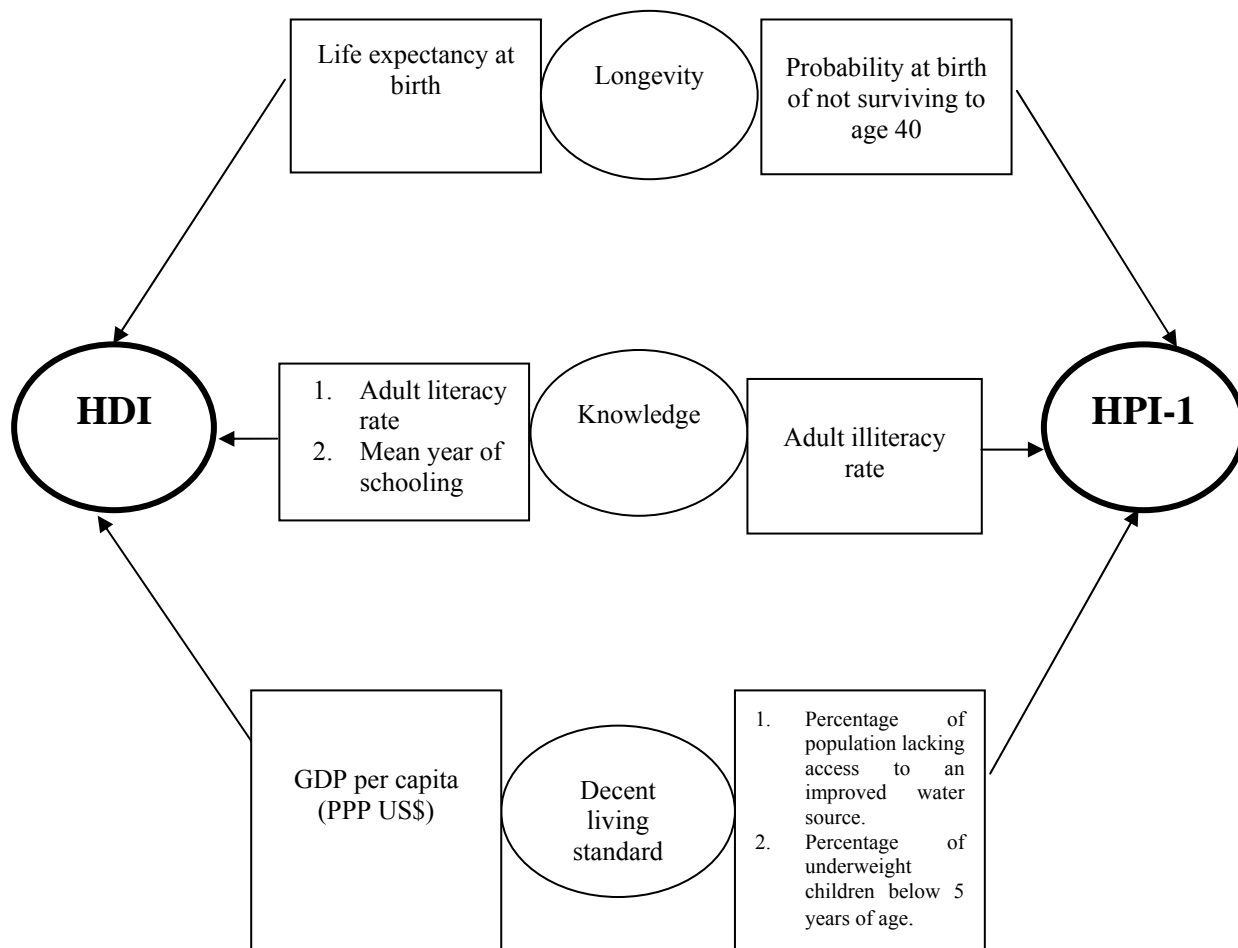 Life expectancy at
birth
Longevity
Probability at birth
of not surviving to
age 40
HDI
1. Adult literacy
rate
2. Mean year of
schooling
Knowledge
Adult illiteracy
rate
HPI-1
GDP per capita
(PPP US$)
Decent
living
standard
1. Percentage of
population lacking
access to an
improved water
source.
2. Percentage of
underweight
children below 5
years of age.